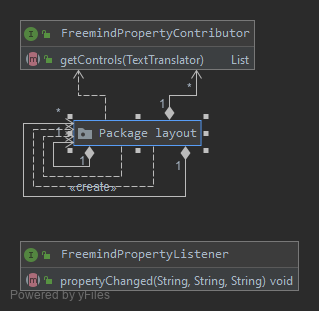 I FreemindPropertyContributor
m getControls(TextTranslator) List
* *
1
1 Package layout
1 1
«create»
I FreemindPropertyListener
m propertyChanged(String, String, String) void
Powered by yFiles